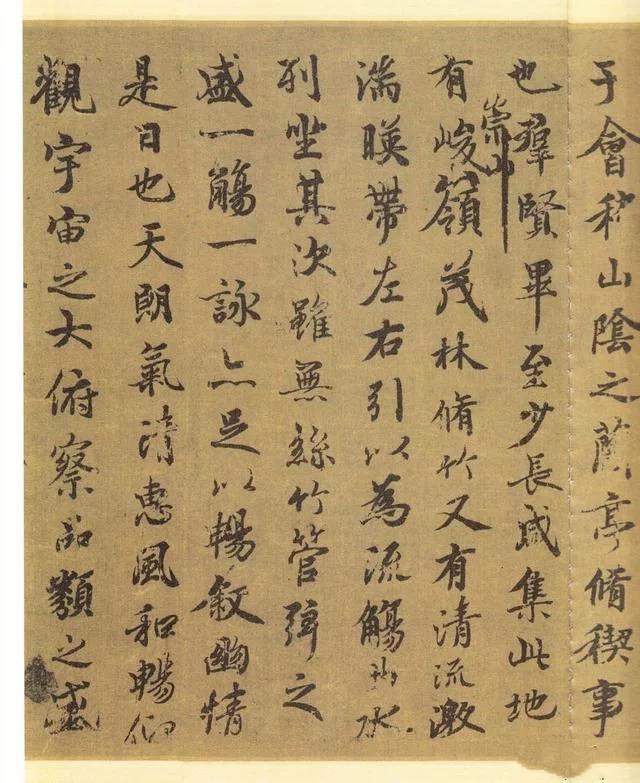 于會稽山陰之蘭亭脩稧事
也羣賢畢至少長咸集此地
有崇山峻嶺茂林脩竹又有清流激
湍暎帶左右引以為流觴曲水
列坐其次雖無絲竹管弦之
盛一觴一詠亦足以暢敘幽情
是日也天朗氣清惠風和暢仰
觀宇宙之大俯察品類之盛